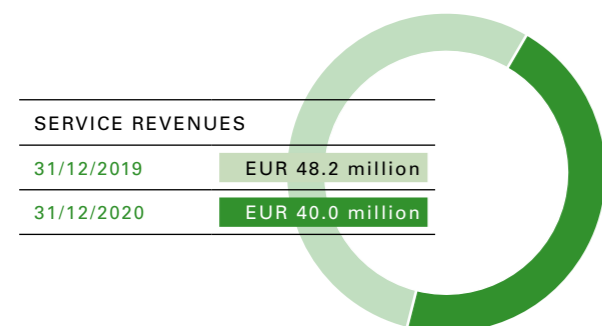 SERVICE REVENUES
31/12/2019 EUR 48.2 million
31/12/2020 EUR 40.0 million